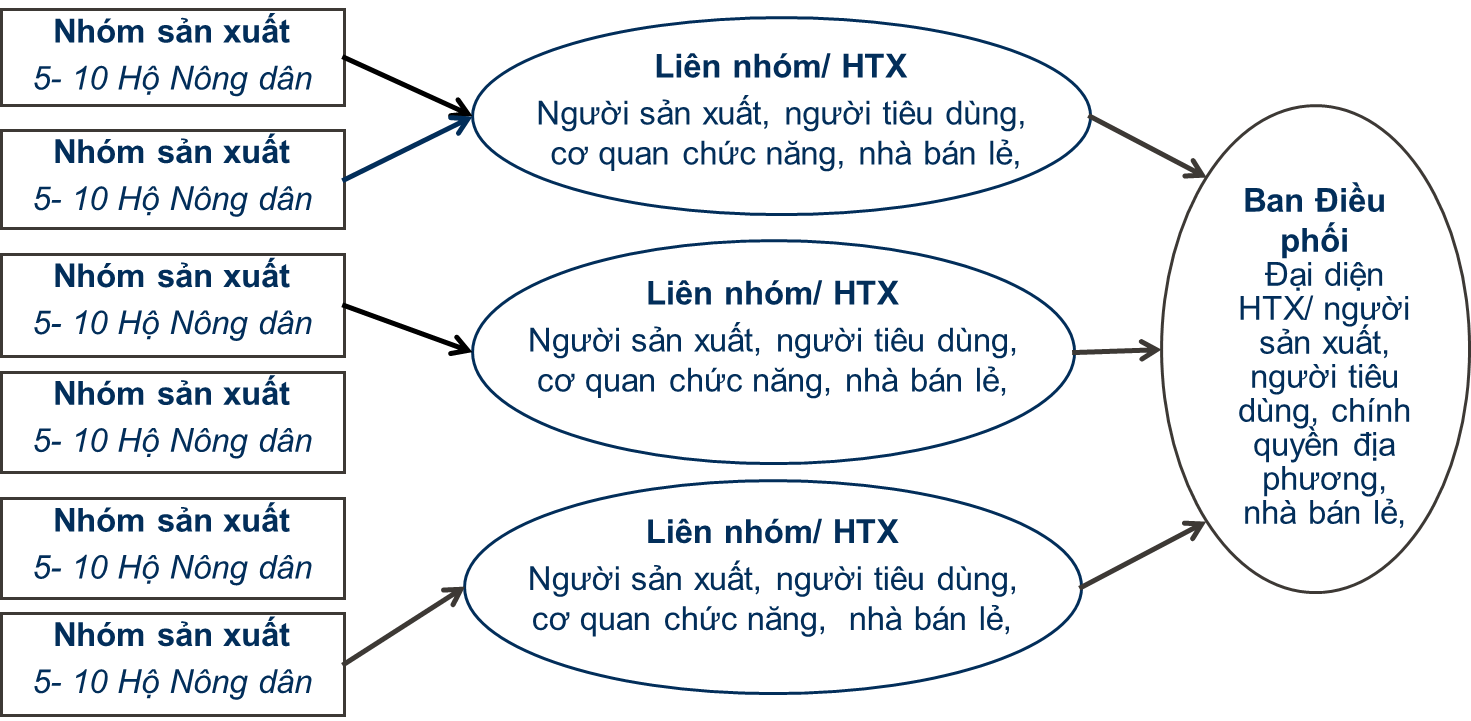 Nhóm sản xuất
5- 10 Hộ Nông dân
Nhóm sản xuất
5- 10 Hộ Nông dân
Nhóm sản xuất
5- 10 Hộ Nông dân
Nhóm sản xuất
5- 10 Hộ Nông dân
Nhóm sản xuất
5- 10 Hộ Nông dân
Nhóm sản xuất
5- 10 Hộ Nông dân
Liên nhóm/ HTX
Người sản xuất, người tiêu dùng,
cơ quan chức năng, nhà bán lẻ,
Liên nhóm/ HTX
Người sản xuất, người tiêu dùng,
cơ quan chức năng, nhà bán lẻ,
Liên nhóm/ HTX
Người sản xuất, người tiêu dùng,
cơ quan chức năng, nhà bán lẻ,
Ban Điều
phối
Đại diện
HTX/ người
sản xuất,
người tiêu
dùng, chính
quyền địa
phương,
nhà bán lẻ,